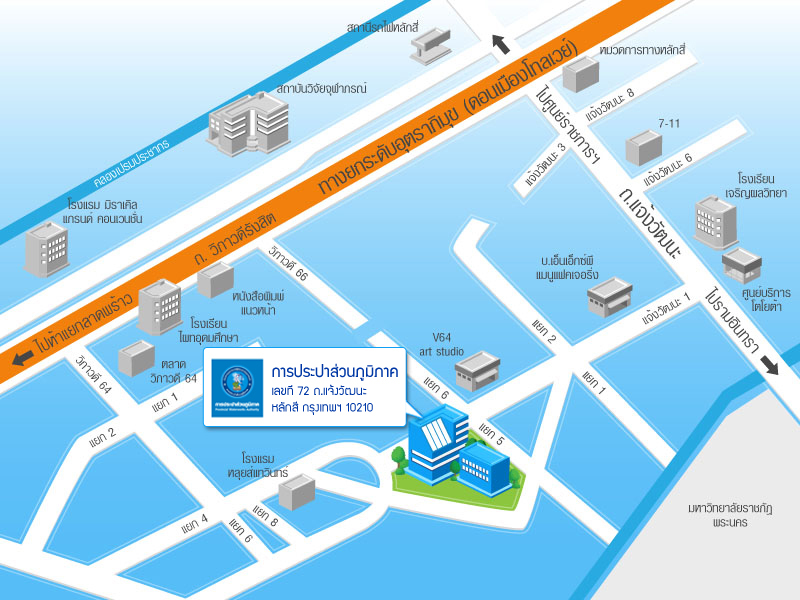 สถานีรถไฟหลักสี่
หมวดการทางหลักสี่
สถาบันวิจัยจุฬาภรณ์
ทางยกระดับอุตราภิมุข (ดอนเมืองโทลเวย์)
ไปศูนย์ราชการฯ
แจ้งวัฒนะ 8
7-11
แจ้งวัฒนะ 3
แจ้งวัฒนะ 6
คลองเปรมประชากร
โรงเรียน
เจริญผลวิทยา
โรงแรม มิราเคิล
แกรนด์ คอนเวนชั่น
ถ. วิภาวดีรังสิต
ถ.แจ้งวัฒนะ
วิภาวดี 66
บ.เอ็นเอ็กซ์พี
แมนูแฟคเจอริ่ง
ศูนย์บริการ
โตโยต้า
หนังสือพิมพ์
แนวหน้า
แจ้งวัฒนะ 1
ไปรามอินทรา
ไปห้าแยกลาดพร้าว
โรงเรียน
ไผทอุดมศึกษา
V64
art studio
แยก 2
ตลาด
วิภาวดี 64
วิภาวดี 64
แยก 1
การประปาส่วนภูมิภาค
เลขที่ 72 ถ.แจ้งวัฒนะ
หลักสี่ กรุงเทพฯ 10210
การประปาส่วนภูมิภาค
Provincial Waterworks Authority
แยก 6
แยก 1
แยก 2
แยก 5
โรงแรม
หลุยส์แทวินทร์
แยก 4
แยก 8
แยก 6
มหาวิทยาลัยราชภัฏ
พระนคร